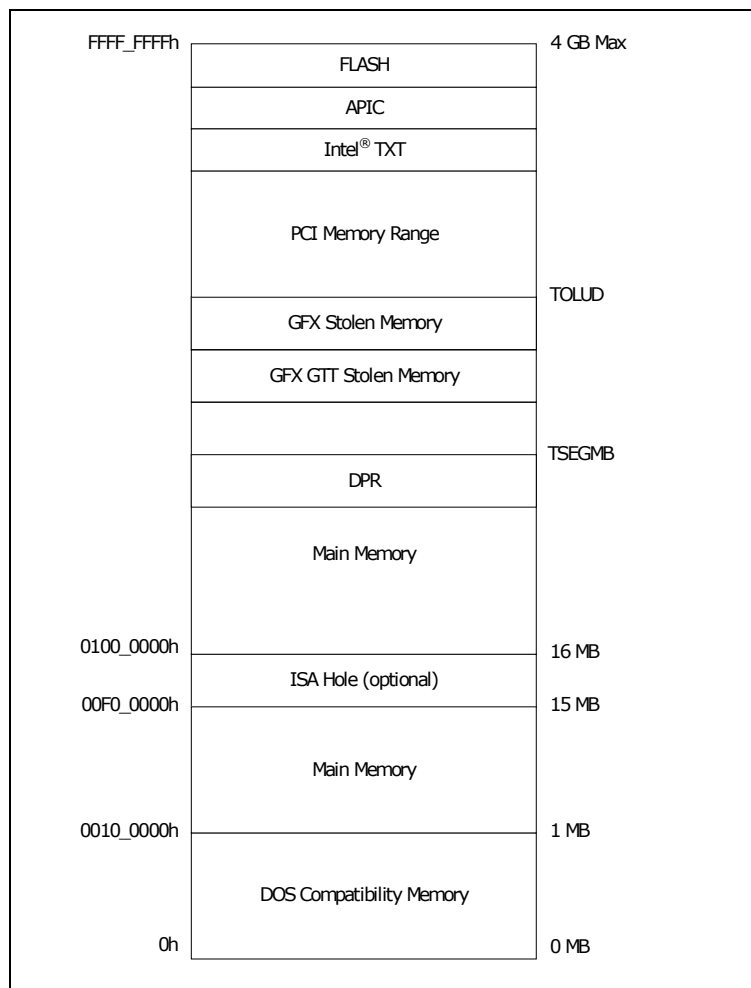 FFFF_FFFFh 4 GB Max
FLASH
APIC
Intel® TXT
PCI Memory Range
TOLUD
GFX Stolen Memory
GFX GTT Stolen Memory
TSEGMB
DPR
Main Memory
0100_0000h 16 MB
ISA Hole (optional)
00F0_0000h 15 MB
Main Memory
0010_0000h 1 MB
DOS Compatibility Memory
0h 0 MB